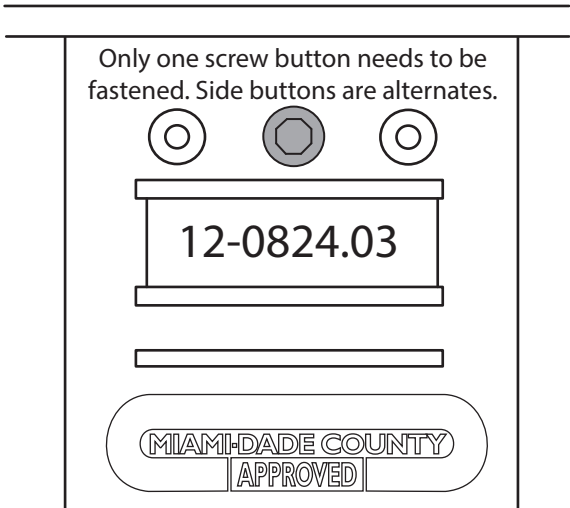 Only one screw button needs to be
fastened. Side buttons are alternates.
12-0824.03
MIAMI-DADE COUNTY
APPROVED